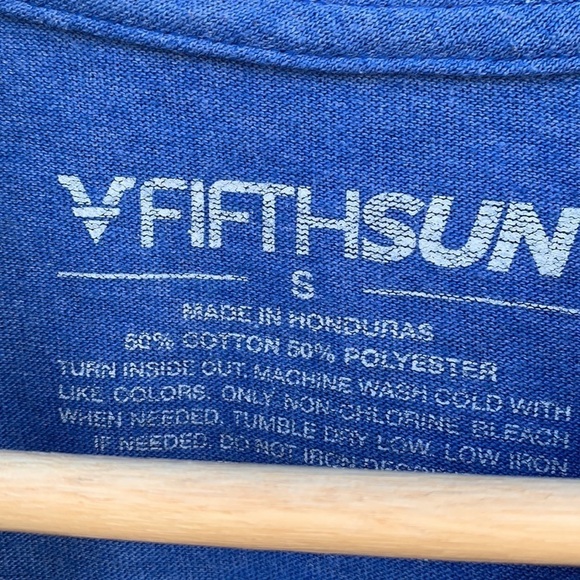 FIFTHSUN
S
MADE IN HONDURAS
50% COTTON 50% POLYESTER
TURN INSIDE OUT. MACHINE WASH COLD WITH
LIKE COLORS. ONLY NON-CHLORINE BLEACH
WHEN NEEDED. TUMBLE DRY LOW. LOW IRON
IF NEEDED. DO NOT IRON